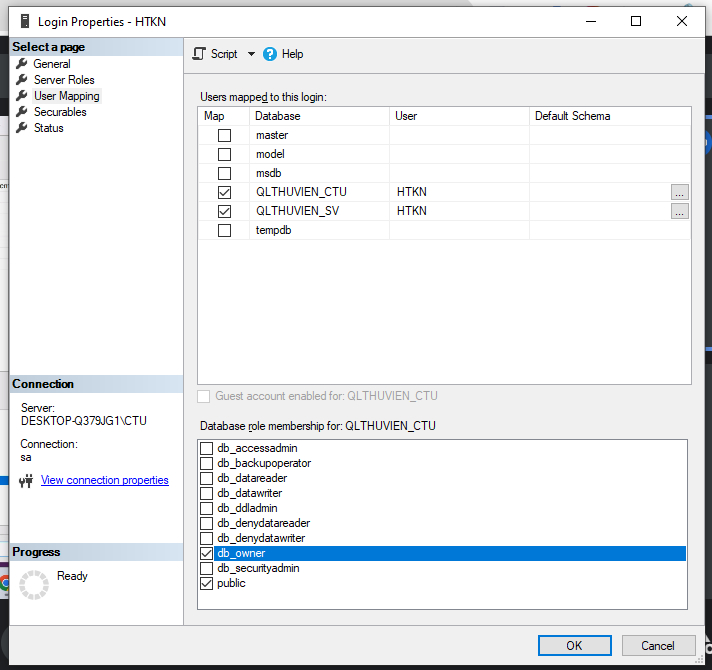 Login Properties - HTKN
Select a page
General
Server Roles
User Mapping
Securables
Status
Connection
Server:
DESKTOP-Q379JG1\CTU
Connection:
sa
View connection properties
Progress
Ready
Script
Help
Users mapped to this login:
Map Database User Default Schema
master
model
msdb
QLTHUVIEN_CTU HTKN ...
QLTHUVIEN_SV HTKN ...
tempdb
Guest account enabled for: QLTHUVIEN_CTU
Database role membership for: QLTHUVIEN_CTU
db_accessadmin
db_backupoperator
db_datareader
db_datawriter
db_ddladmin
db_denydatareader
db_denydatawriter
db_owner
db_securityadmin
public
OK Cancel